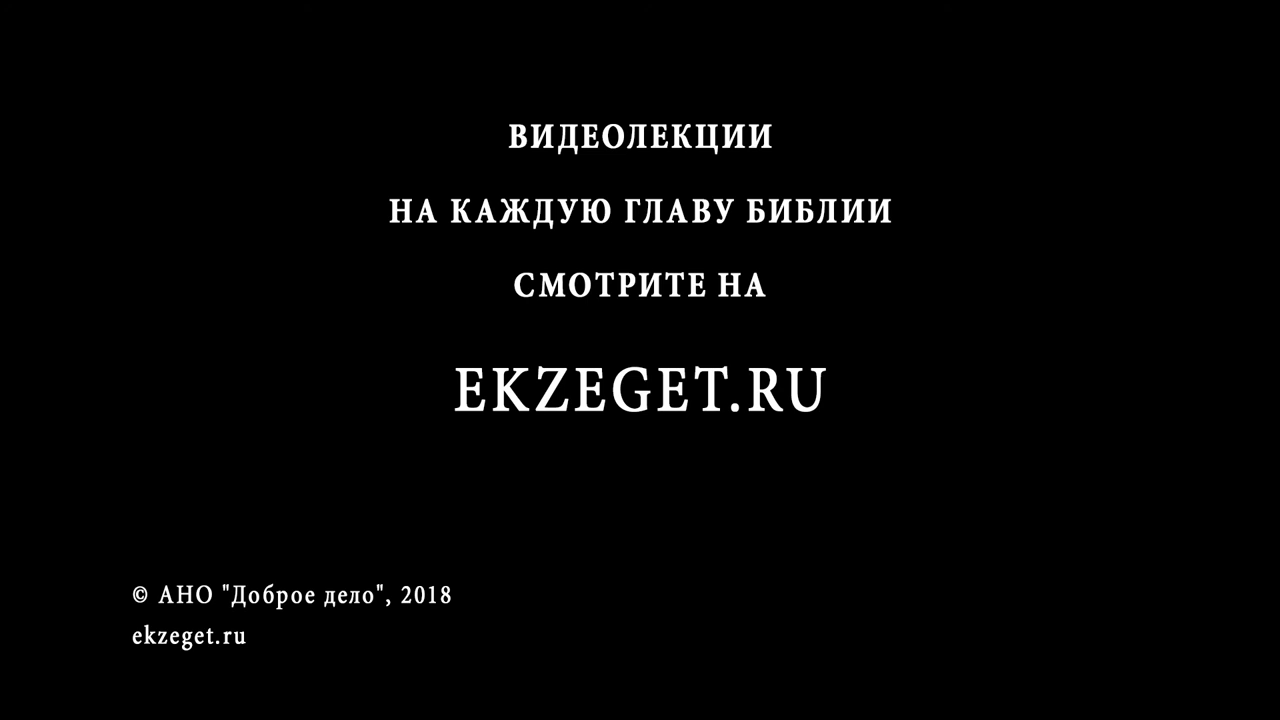 ВИДЕОЛЕКЦИИ
НА КАЖДУЮ ГЛАВУ БИБЛИИ
СМОТРИТЕ НА
EKZEGET.RU
© АНО "Доброе дело", 2018
ekzeget.ru